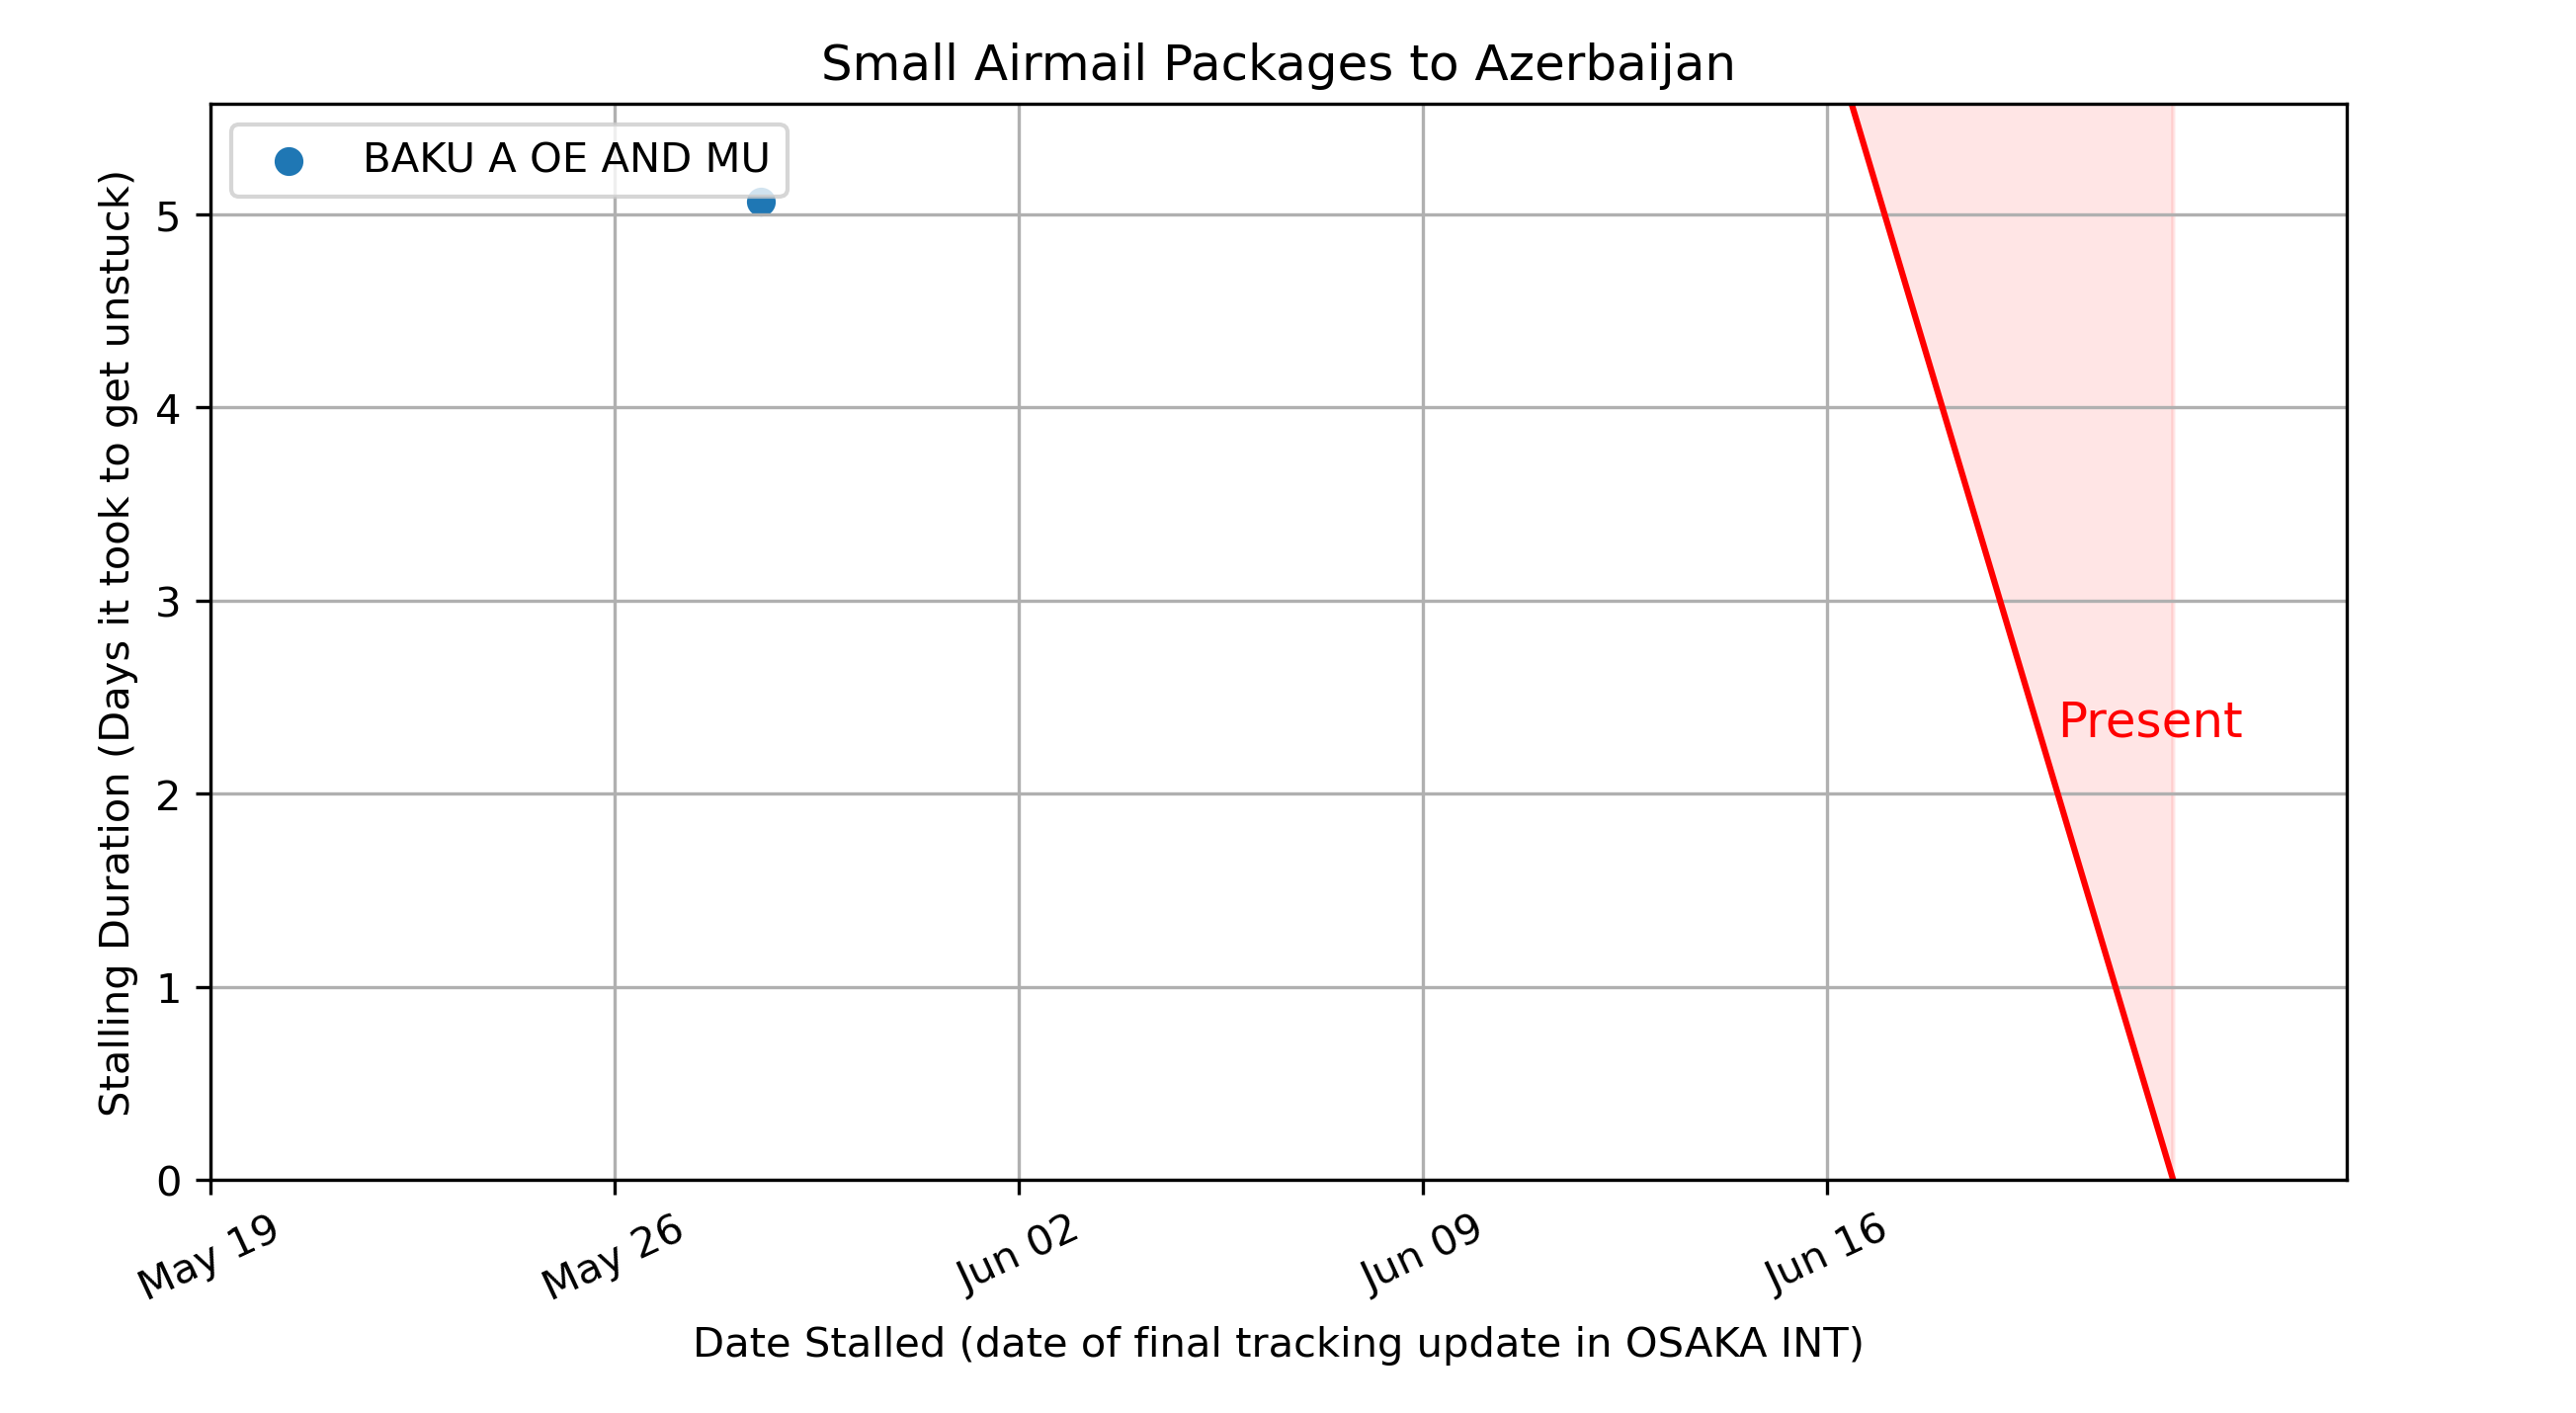 Small Airmail Packages to Azerbaijan
BAKU A OE AND MU
Stalling Duration (Days it took to get unstuck)
5
4
3
2
1
0
Present
May 19
May 26
Jun 02
Jun 09
Jun 16
Date Stalled (date of final tracking update in OSAKA INT)